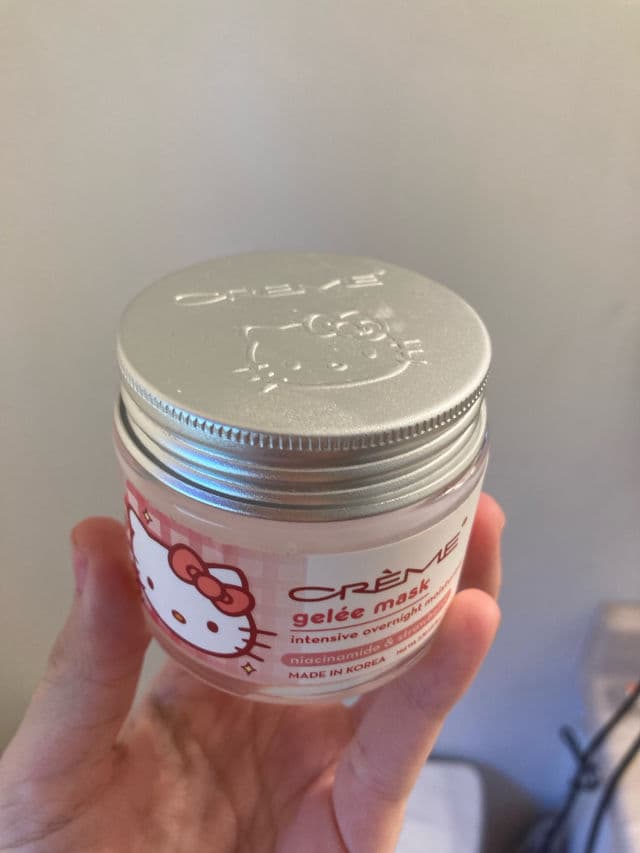 CRÈME
CRÈME
gelée mask
intensive overnight
niacinamide &
MADE IN KOREA